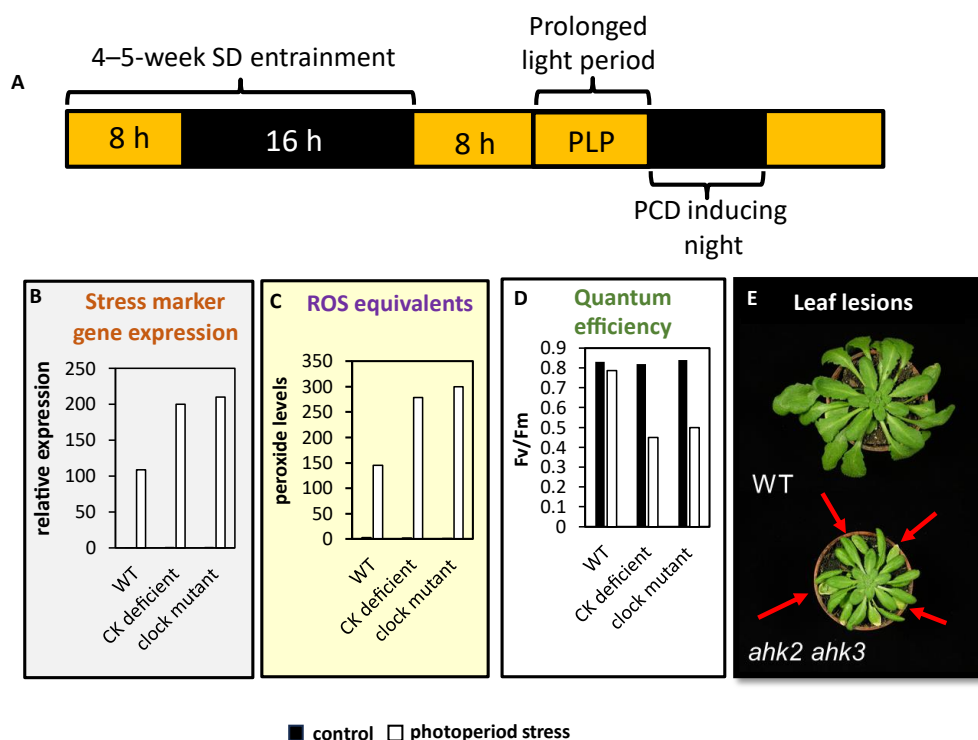 A
4–5-week SD entrainment
Prolonged
light period
8 h
16 h
8 h
PLP
PCD inducing
night
B
Stress marker
gene expression
relative expression
250
200
150
100
50
0
WT
CK deficient
clock mutant
C
ROS equivalents
peroxide levels
350
300
250
200
150
100
50
0
WT
CK deficient
clock mutant
D
Quantum
efficiency
Fv/Fm
0.9
0.8
0.7
0.6
0.5
0.4
0.3
0.2
0.1
0
WT
CK deficient
clock mutant
E
Leaf lesions
WT
ahk2 ahk3
control
photoperiod stress